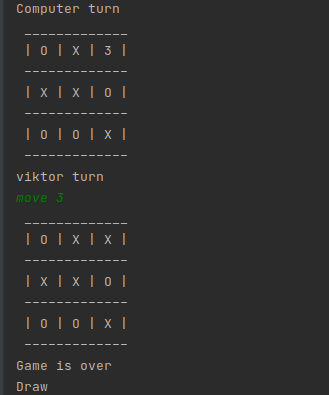 Computer turn
-------------
| O | X | 3 |
-------------
| X | X | O |
-------------
| O | O | X |
-------------
viktor turn
move 3
-------------
| O | X | X |
-------------
| X | X | O |
-------------
| O | O | X |
-------------
Game is over
Draw